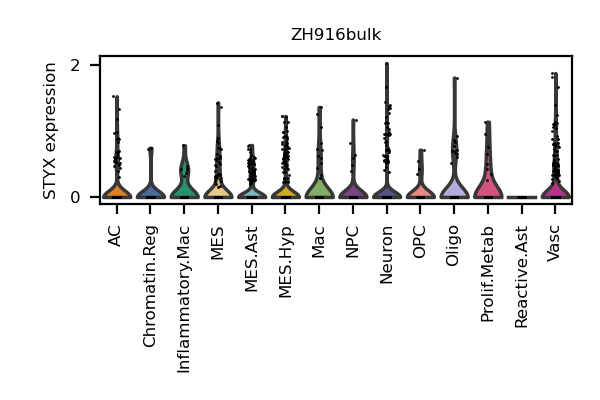 ZH916bulk
STYX expression
2
0
AC
Chromatin.Reg
Inflammatory.Mac
MES
MES.Ast
MES.Hyp
Mac
NPC
Neuron
OPC
Oligo
Prolif.Metab
Reactive.Ast
Vasc